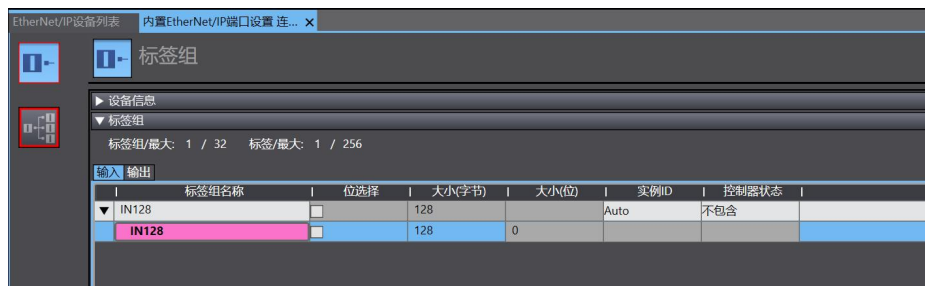 EtherNet/IP设备列表 内置EtherNet/IP端口设置 连... ×
标签组
▶ 设备信息
▼ 标签组
标签组/最大: 1 / 32 标签/最大: 1 / 256
输入 输出
标签组名称 位选择 大小(字节) 大小(位) 实例ID 控制器状态
▼ IN128 128 Auto 不包含
IN128 128 0